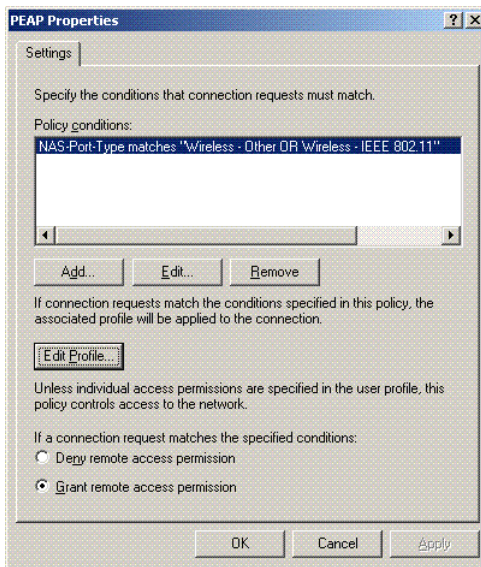 PEAP Properties
Settings
Specify the conditions that connection requests must match.
Policy conditions:
NAS-Port-Type matches "Wireless - Other OR Wireless - IEEE 802.11"
Add... Edit... Remove
If connection requests match the conditions specified in this policy, the
associated profile will be applied to the connection.
Edit Profile...
Unless individual access permissions are specified in the user profile, this
policy controls access to the network.
If a connection request matches the specified conditions:
Deny remote access permission
Grant remote access permission
OK Cancel Apply